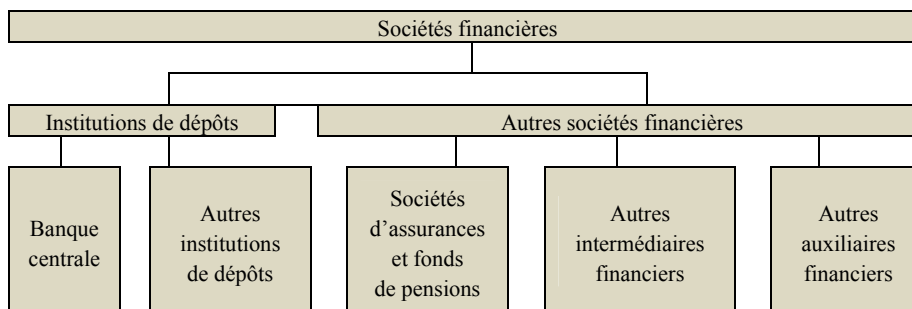 Sociétés financières
Institutions de dépôts
Autres sociétés financières
Banque
centrale
Autres
institutions
de dépôts
Sociétés
d'assurances
et fonds
de pensions
Autres
intermédiaires
financiers
Autres
auxiliaires
financiers